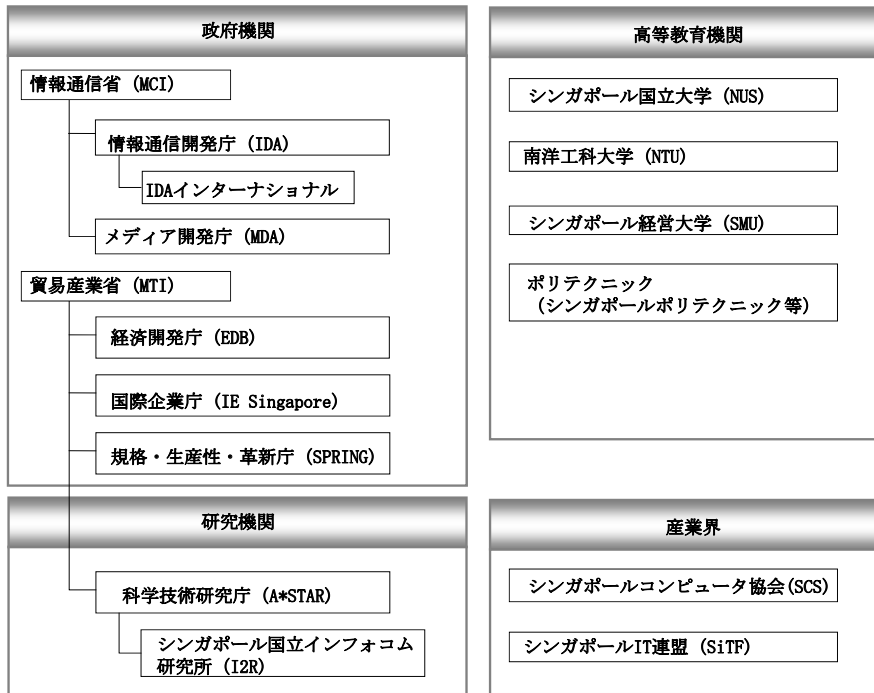 政府機関
情報通信省 (MCI)
情報通信開発庁 (IDA)
IDAインターナショナル
メディア開発庁 (MDA)
貿易産業省 (MTI)
経済開発庁 (EDB)
国際企業庁 (IE Singapore)
規格・生産性・革新庁 (SPRING)
研究機関
科学技術研究庁 (A*STAR)
シンガポール国立インフォコム
研究所 (I2R)
高等教育機関
シンガポール国立大学 (NUS)
南洋工科大学 (NTU)
シンガポール経営大学 (SMU)
ポリテクニック
（シンガポールポリテクニック等）
産業界
シンガポールコンピュータ協会(SCS)
シンガポールIT連盟 (SiTF)